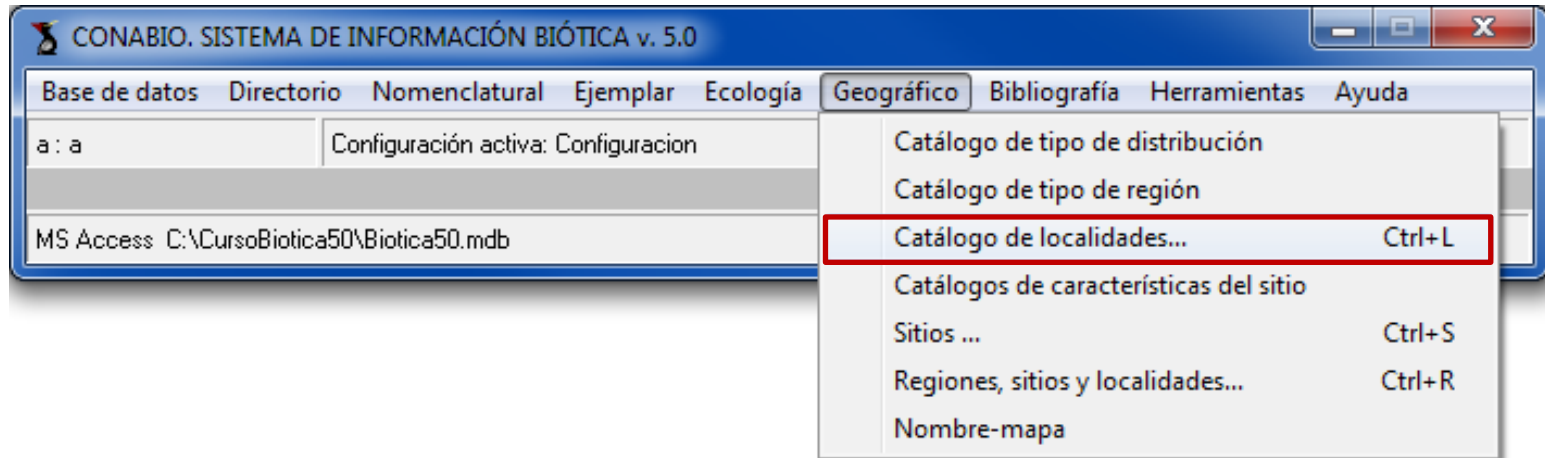 CONABIO. SISTEMA DE INFORMACIÓN BIÓTICA v. 5.0
Base de datos Directorio Nomenclatural Ejemplar Ecología Geográfico Bibliografía Herramientas Ayuda
a : a Configuración activa: Configuracion
MS Access C:\CursoBiotica50\Biotica50.mdb
Catálogo de tipo de distribución
Catálogo de tipo de región
Catálogo de localidades... Ctrl+L
Catálogos de características del sitio
Sitios ... Ctrl+S
Regiones, sitios y localidades... Ctrl+R
Nombre-mapa